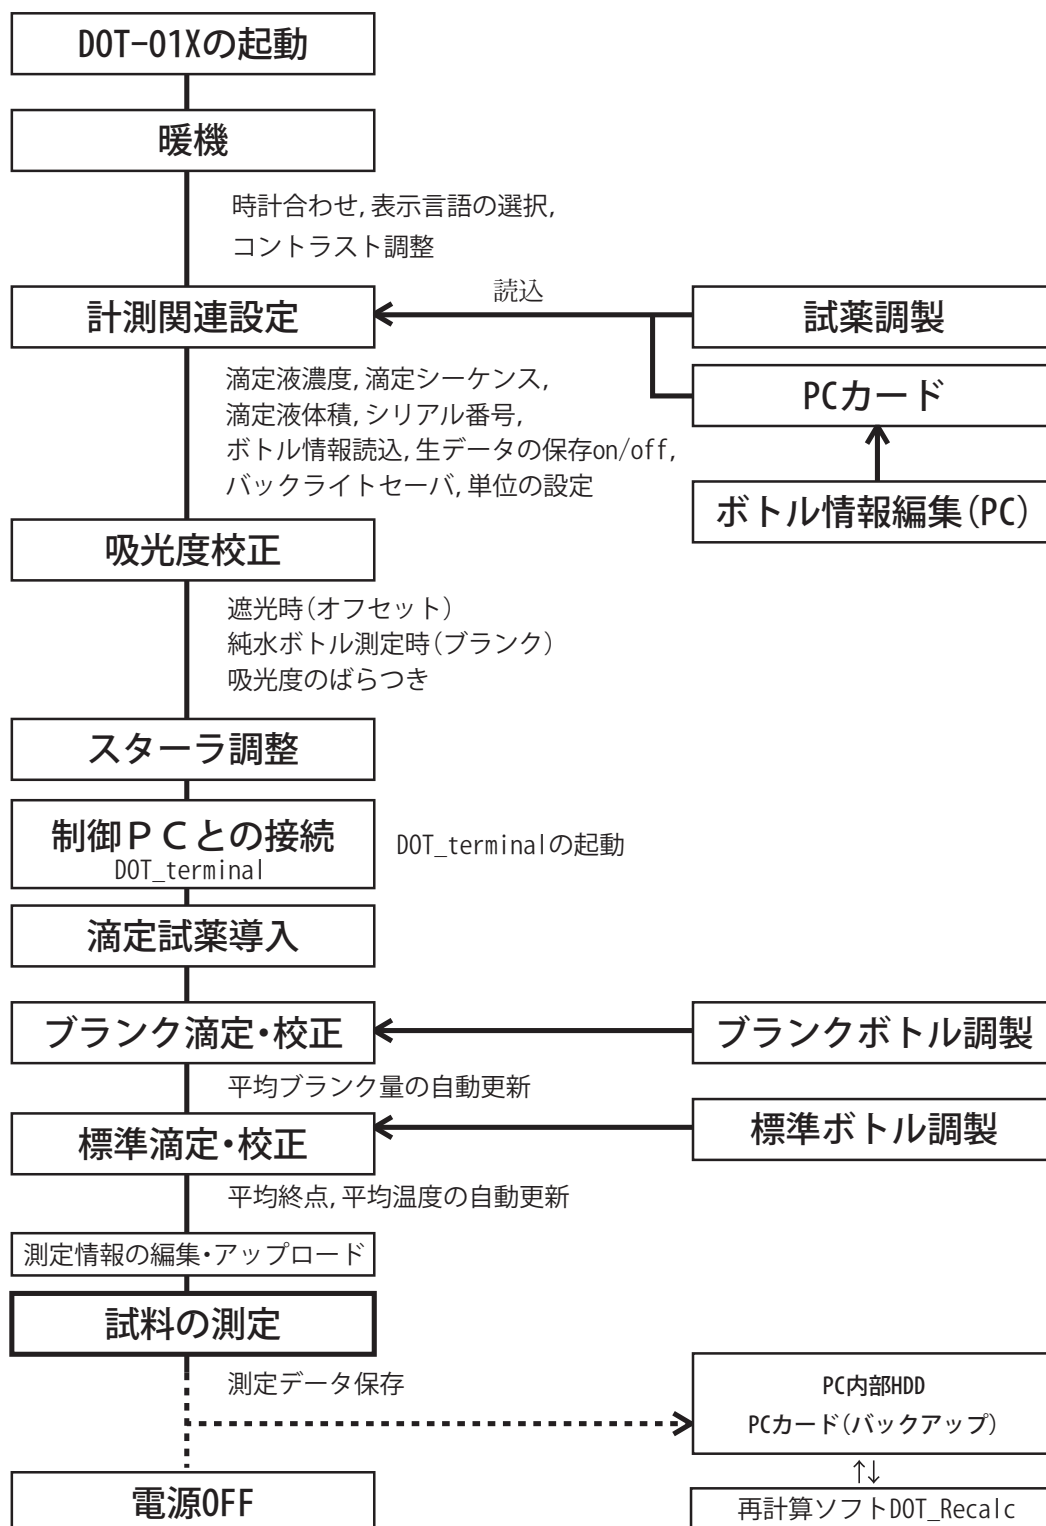 DOT-01Xの起動
暖機
時計合わせ,表示言語の選択,
コントラスト調整
計測関連設定
読込
試薬調製
滴定液濃度,滴定シーケンス,
滴定液体積,シリアル番号,
ボトル情報読込,生データの保存on/off,
バックライトセーバ,単位の設定
PCカード
ボトル情報編集(PC)
吸光度校正
遮光時(オフセット)
純水ボトル測定時(ブランク)
吸光度のばらつき
スターラ調整
制御ＰＣとの接続
DOT_terminal
DOT_terminalの起動
滴定試薬導入
ブランク滴定・校正
ブランクボトル調製
平均ブランク量の自動更新
標準滴定・校正
標準ボトル調製
平均終点,平均温度の自動更新
測定情報の編集・アップロード
試料の測定
測定データ保存
PC内部HDD
PCカード(バックアップ)
↑↓
電源OFF
再計算ソフトDOT_Recalc